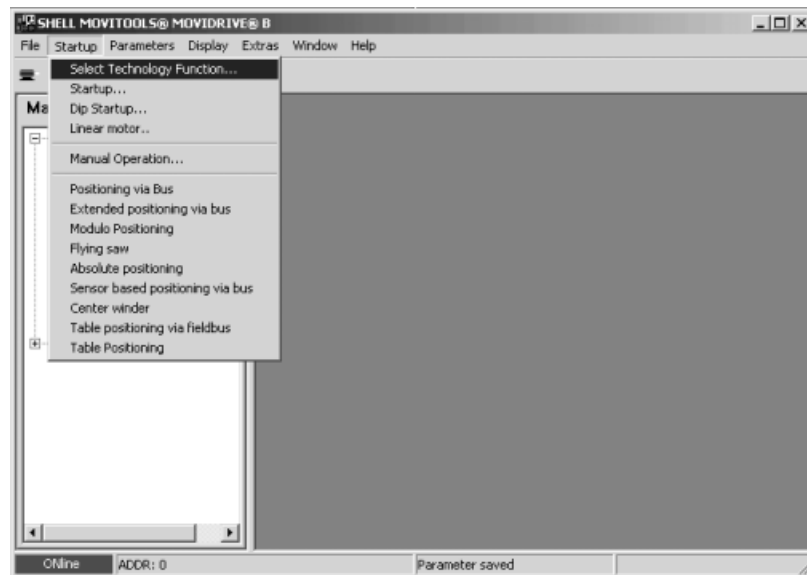 SHELL MOVITOOLS® MOVIDRIVE® B
File Startup Parameters Display Extras Window Help
Select Technology Function...
Startup...
Ma
Dip Startup...
Linear motor..
Manual Operation...
Positioning via Bus
Extended positioning via bus
Modulo Positioning
Flying saw
Absolute positioning
Sensor based positioning via bus
Center winder
Table positioning via fieldbus
Table Positioning
ONline ADDR: 0 Parameter saved